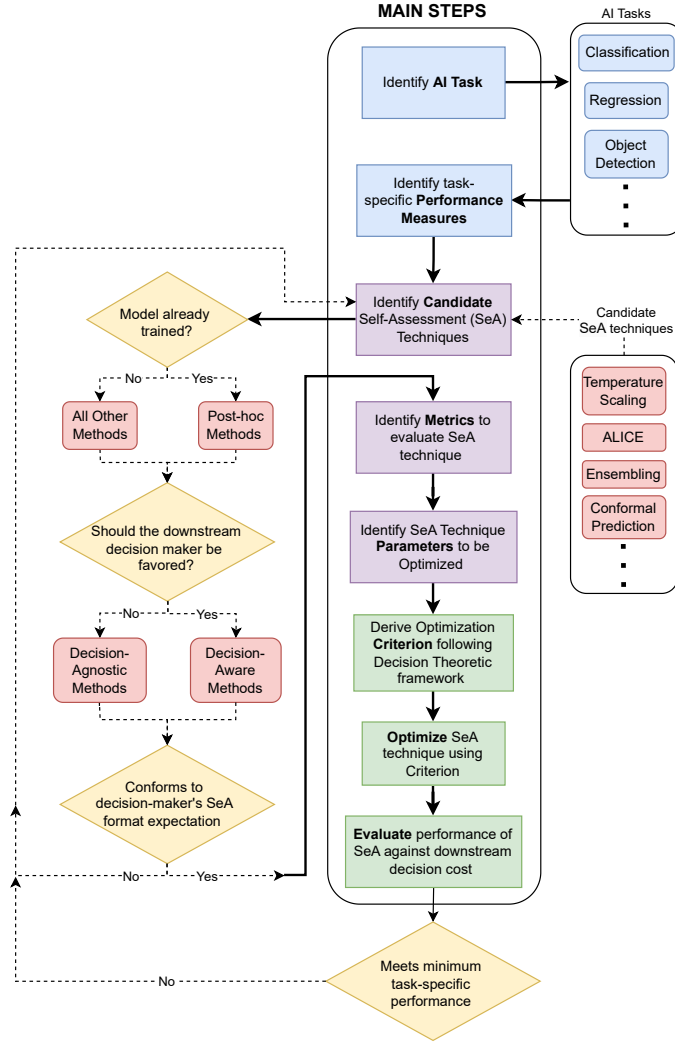 MAIN STEPS
AI Tasks
Identify AI Task
Classification
Regression
Object
Detection
Identify task-
specific Performance
Measures
Identify Candidate
Self-Assessment (SeA)
Techniques
Model already
trained?
Candidate
SeA techniques
No
Yes
All Other
Methods
Post-hoc
Methods
Temperature
Scaling
ALICE
Ensembling
Conformal
Prediction
Identify Metrics to
evaluate SeA
technique
Should the downstream
decision maker be
favored?
Identify SeA Technique
Parameters to be
Optimized
No
Yes
Decision-
Agnostic
Methods
Decision-
Aware Methods
Derive Optimization
Criterion following
Decision Theoretic
framework
Optimize SeA
technique using
Criterion
Conforms to
decision-maker's SeA
format expectation
Evaluate performance of
SeA against downstream
decision cost
No
Yes
Meets minimum
task-specific
performance
No